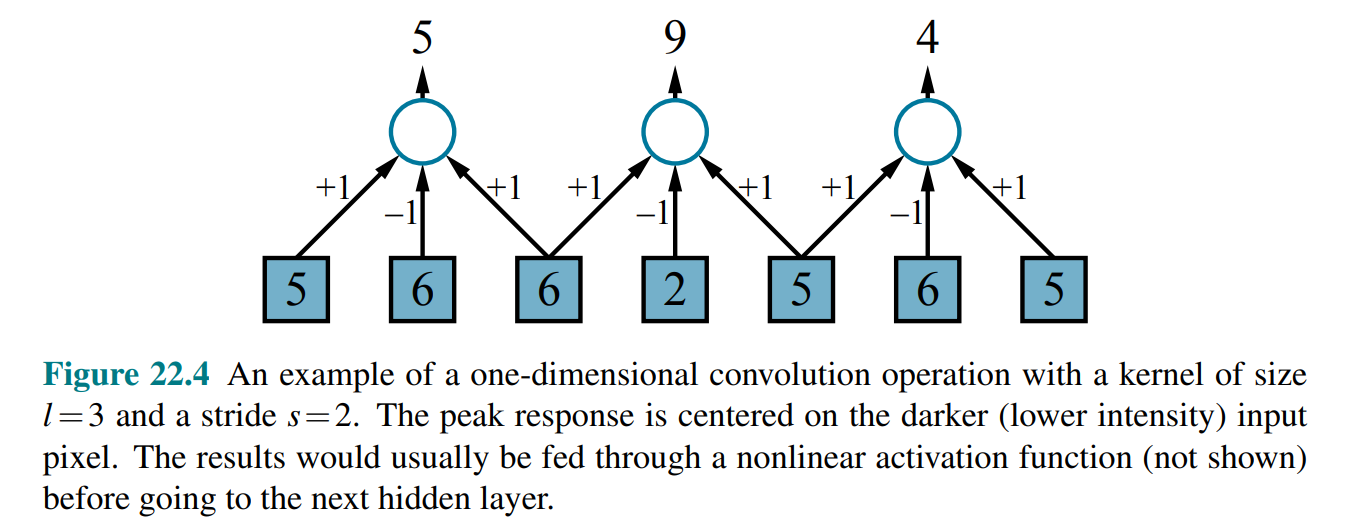 5 9 4
+1 +1 +1 +1 +1 +1
–1 –1 –1
5 6 6 2 5 6 5
Figure 22.4 An example of a one-dimensional convolution operation with a kernel of size
l=3 and a stride s=2. The peak response is centered on the darker (lower intensity) input
pixel. The results would usually be fed through a nonlinear activation function (not shown)
before going to the next hidden layer.